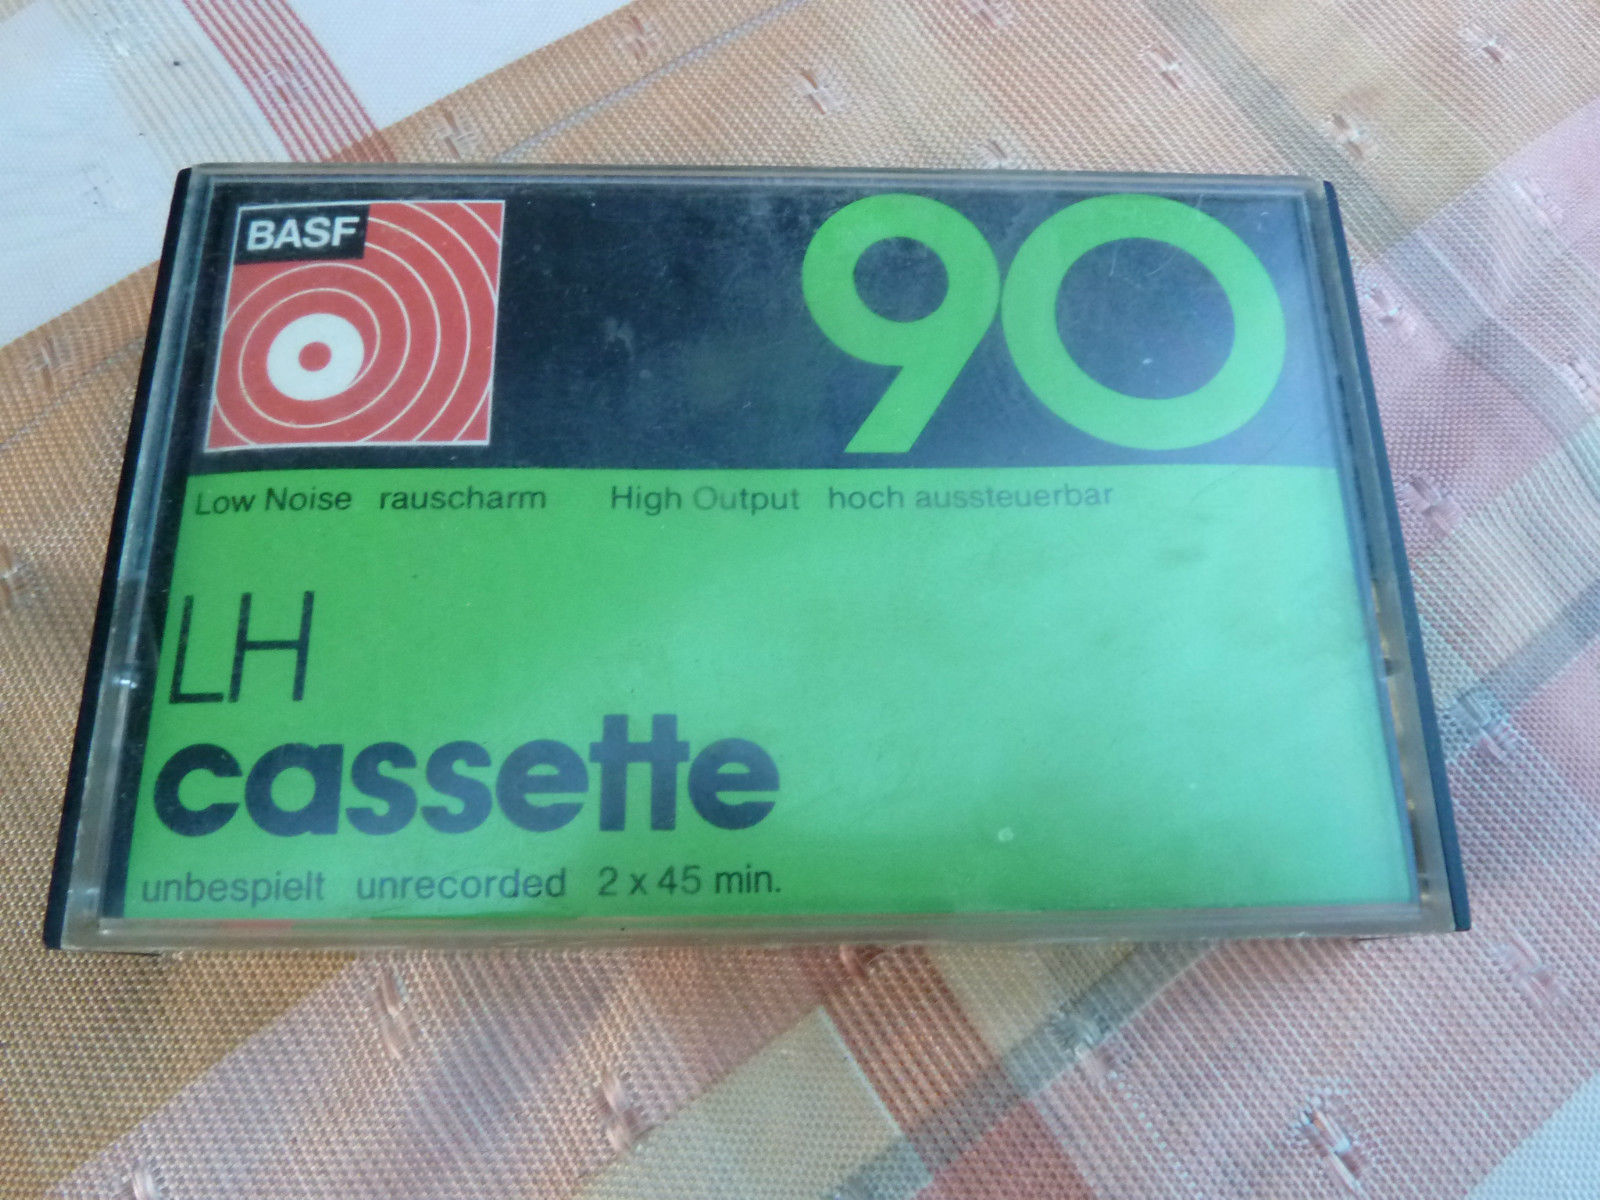 BASF
90
Low Noise rauscharm High Output hoch aussteuerbar
LH
cassette
unbespielt unrecorded 2 x 45 min.